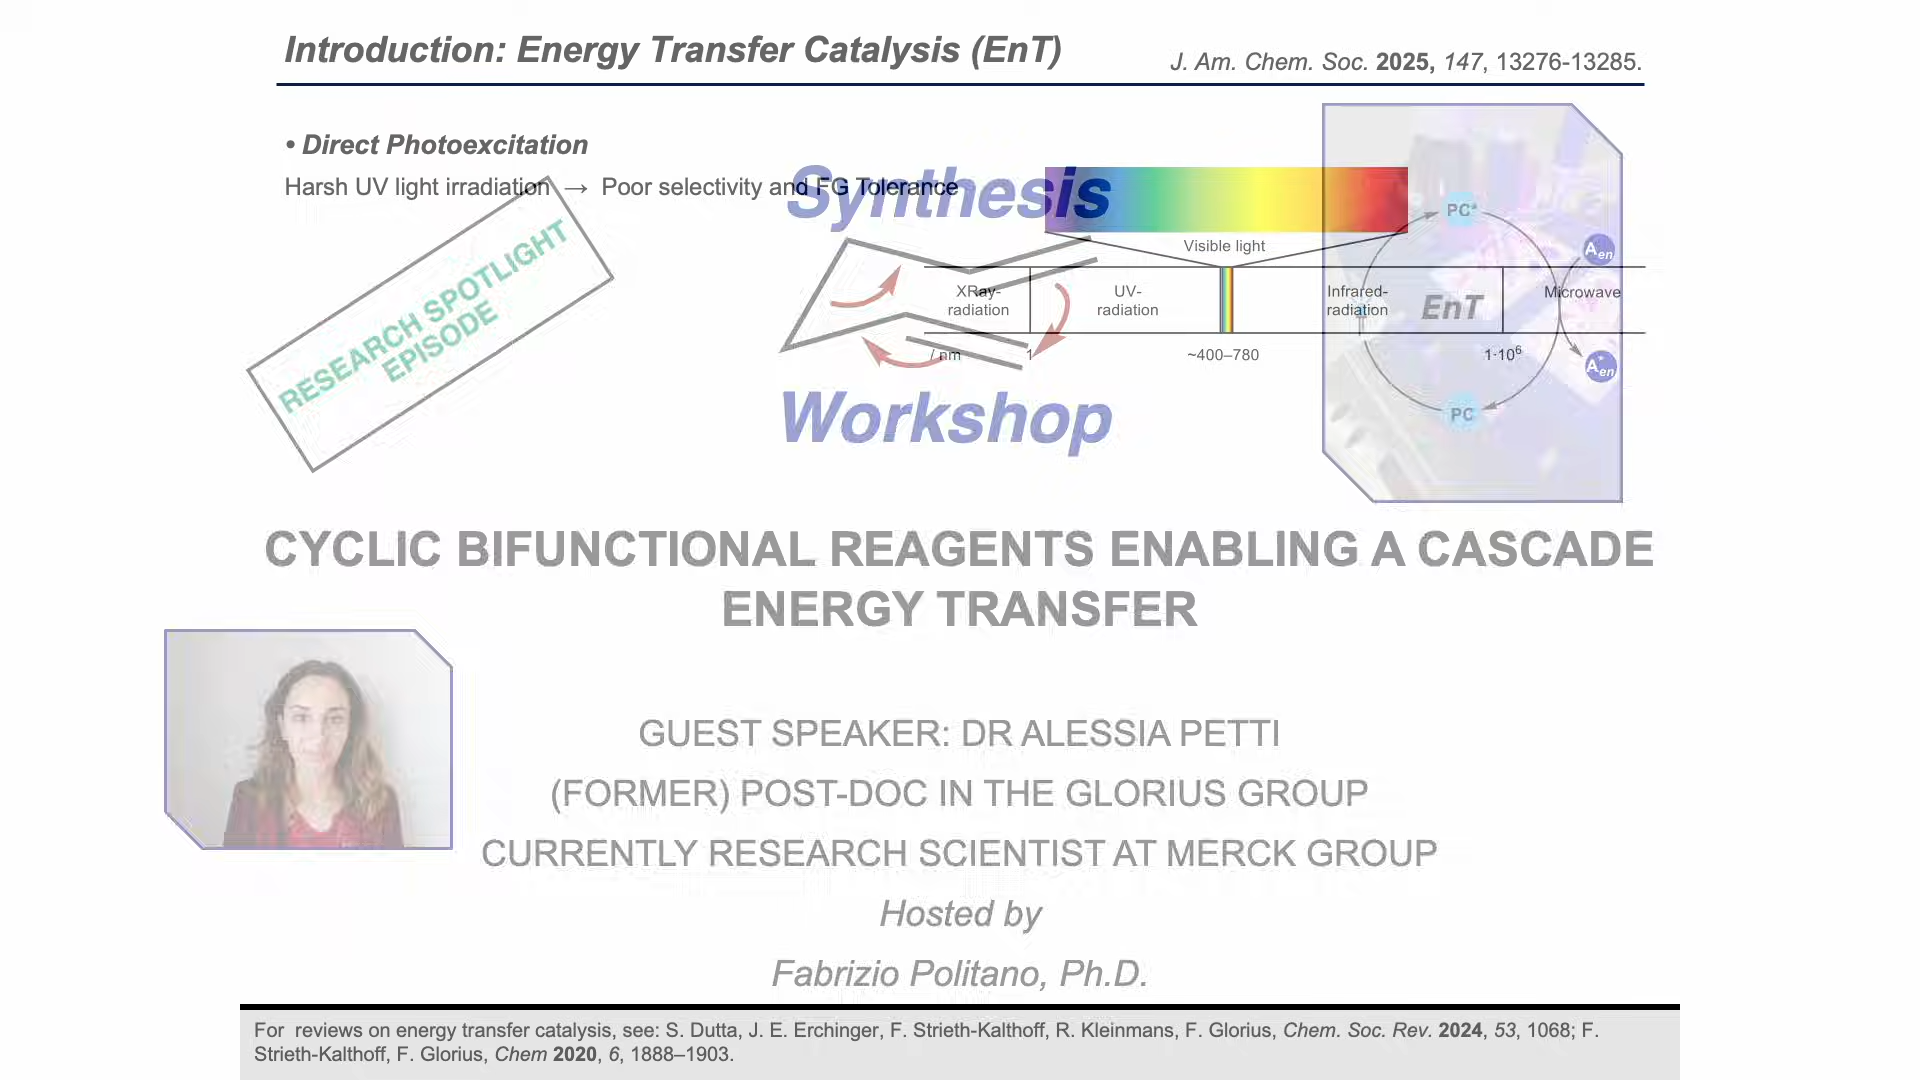 Introduction: Energy Transfer Catalysis (EnT)
J. Am. Chem. Soc. 2025, 147, 13276-13285.
• Direct Photoexcitation
Harsh UV light irradiation → Poor selectivity and FG Tolerance
Synthesis
Workshop
RESEARCH SPOTLIGHT
EPISODE
Visible light
XRay-
radiation
UV-
radiation
Infrared-
radiation
Microwave
/ nm
1
~400–780
1·10⁶
PC*
EnT
PC
Aen
A*en
CYCLIC BIFUNCTIONAL REAGENTS ENABLING A CASCADE
ENERGY TRANSFER
GUEST SPEAKER: DR ALESSIA PETTI
(FORMER) POST-DOC IN THE GLORIUS GROUP
CURRENTLY RESEARCH SCIENTIST AT MERCK GROUP
Hosted by
Fabrizio Politano, Ph.D.
For reviews on energy transfer catalysis, see: S. Dutta, J. E. Erchinger, F. Strieth-Kalthoff, R. Kleinmans, F. Glorius, Chem. Soc. Rev. 2024, 53, 1068; F.
Strieth-Kalthoff, F. Glorius, Chem 2020, 6, 1888–1903.